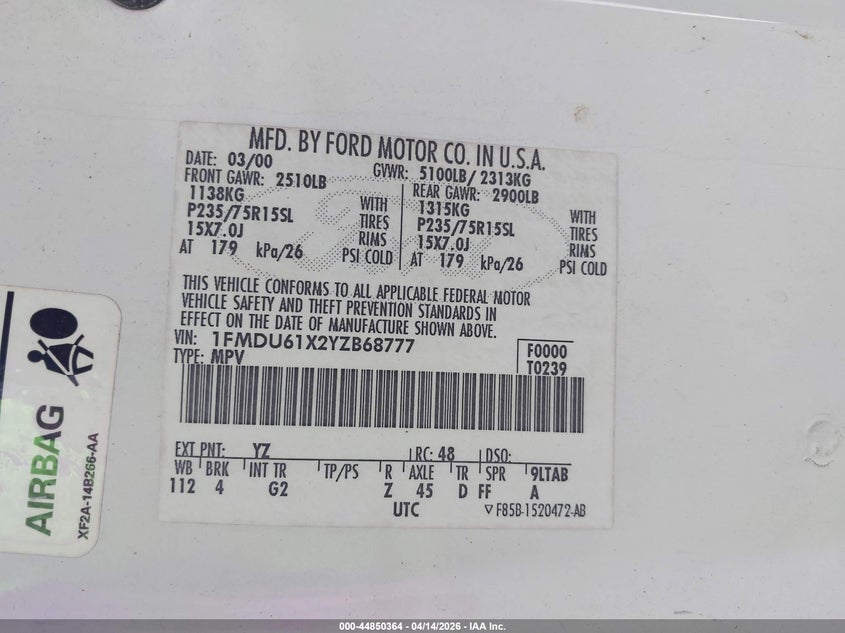 MFD. BY FORD MOTOR CO. IN U.S.A.
DATE: 03/00 GVWR: 5100LB/ 2313KG
FRONT GAWR: 2510LB REAR GAWR: 2900LB
1138KG WITH 1315KG WITH
P235/75R15SL TIRES P235/75R15SL TIRES
15X7.0J RIMS 15X7.0J RIMS
AT 179 kPa/26 PSI COLD AT 179 kPa/26 PSI COLD
THIS VEHICLE CONFORMS TO ALL APPLICABLE FEDERAL MOTOR
VEHICLE SAFETY AND THEFT PREVENTION STANDARDS IN
EFFECT ON THE DATE OF MANUFACTURE SHOWN ABOVE.
VIN: 1FMDU61X2YZB68777 F0000
TYPE: MPV T0239
EXT PNT: YZ RC: 48 DSO:
WB BRK INT TR TP/PS R AXLE TR SPR 9LTAB
112 4 G2 Z 45 D FF A
UTC ▽F85B-1520472-AB
AIRBAG
XF2A-14B266-AA
000-44850364 - 04/14/2026 - IAA Inc.